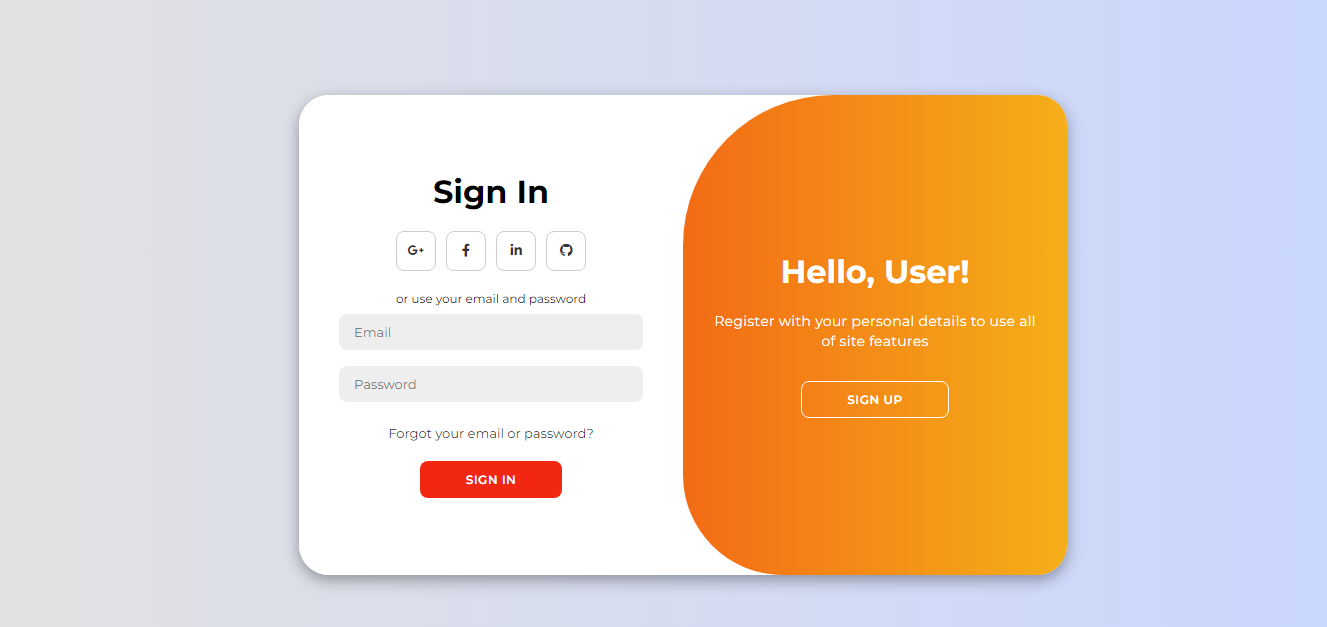 Sign In
G+ f in
or use your email and password
Email
Password
Forgot your email or password?
SIGN IN
Hello, User!
Register with your personal details to use all
of site features
SIGN UP